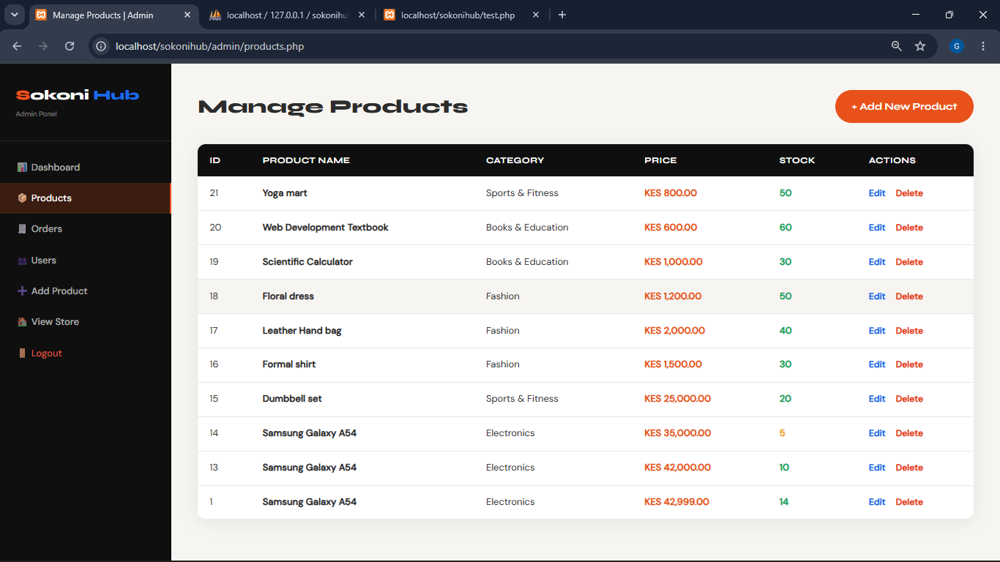 Manage Products | Admin
localhost / 127.0.0.1 / sokonihu
localhost/sokonihub/test.php
localhost/sokonihub/admin/products.php
G
Sokoni Hub
Admin Panel
Dashboard
Products
Orders
Users
Add Product
View Store
Logout
Manage Products
+ Add New Product
ID PRODUCT NAME CATEGORY PRICE STOCK ACTIONS
21 Yoga mart Sports & Fitness KES 800.00 50 Edit Delete
20 Web Development Textbook Books & Education KES 600.00 60 Edit Delete
19 Scientific Calculator Books & Education KES 1,000.00 30 Edit Delete
18 Floral dress Fashion KES 1,200.00 50 Edit Delete
17 Leather Hand bag Fashion KES 2,000.00 40 Edit Delete
16 Formal shirt Fashion KES 1,500.00 30 Edit Delete
15 Dumbbell set Sports & Fitness KES 25,000.00 20 Edit Delete
14 Samsung Galaxy A54 Electronics KES 35,000.00 5 Edit Delete
13 Samsung Galaxy A54 Electronics KES 42,000.00 10 Edit Delete
1 Samsung Galaxy A54 Electronics KES 42,999.00 14 Edit Delete